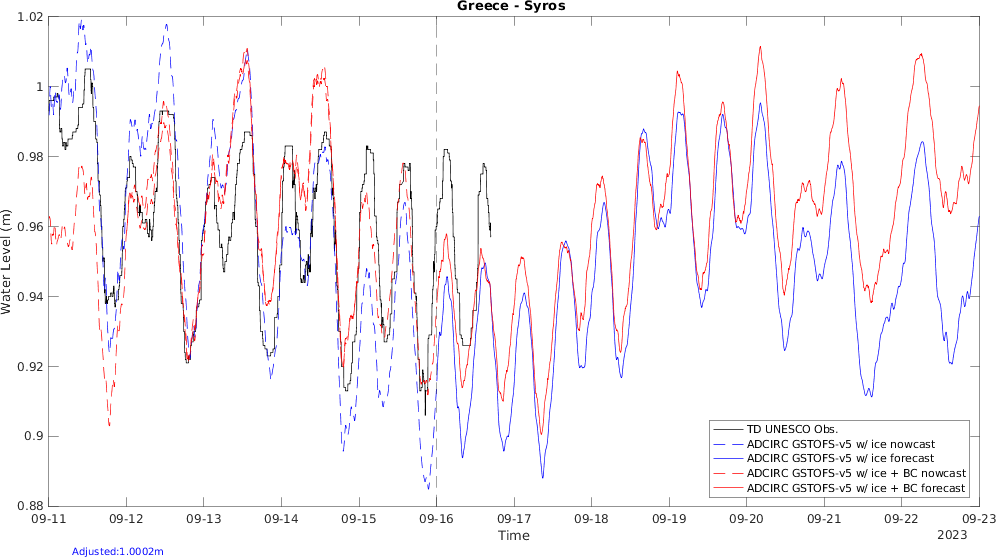 Greece - Syros
1.02
1
0.98
0.96
0.94
0.92
0.9
0.88
Water Level (m)
TD UNESCO Obs.
ADCIRC GSTOFS-v5 w/ ice nowcast
ADCIRC GSTOFS-v5 w/ ice forecast
ADCIRC GSTOFS-v5 w/ ice + BC nowcast
ADCIRC GSTOFS-v5 w/ ice + BC forecast
09-11 09-12 09-13 09-14 09-15 09-16 09-17 09-18 09-19 09-20 09-21 09-22 09-23
Time
2023
Adjusted:1.0002m